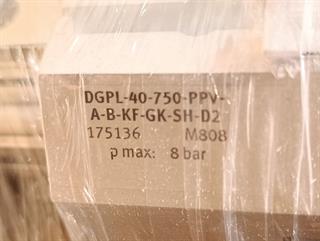 DGPL-40-750-PPV-
A-B-KF-GK-SH-D2
175136 M808
p max: 8 bar